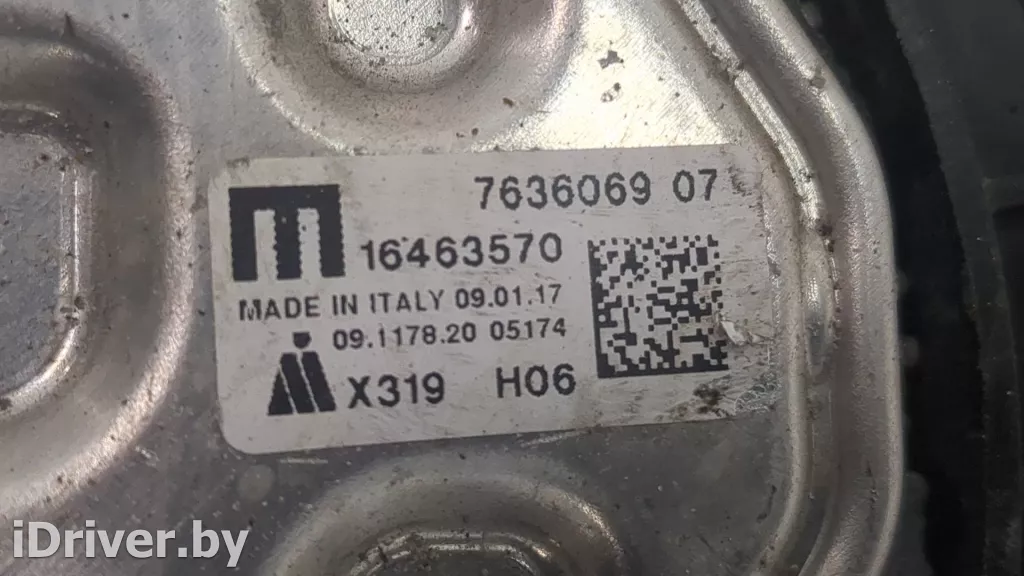 7636069 07
16463570
MADE IN ITALY 09.01.17
09.1178.20 05174
X319 H06
iDriver.by